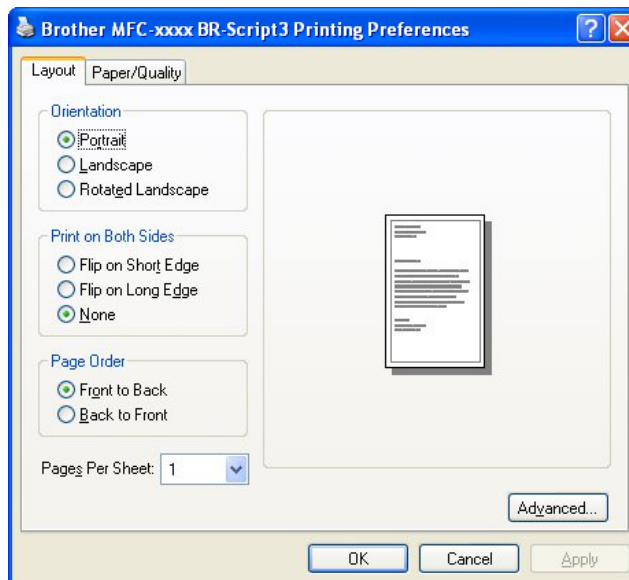 Brother MFC-xxxx BR-Script3 Printing Preferences
Layout Paper/Quality
Orientation
Portrait
Landscape
Rotated Landscape
Print on Both Sides
Flip on Short Edge
Flip on Long Edge
None
Page Order
Front to Back
Back to Front
Pages Per Sheet: 1
Advanced...
OK Cancel Apply